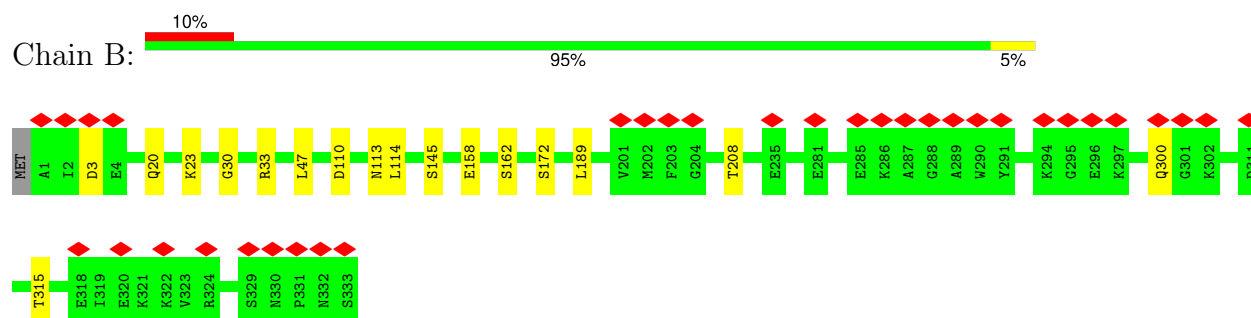 10%
Chain B:
95% 5%
MET A1 I2 D3 E4 Q20 K23 G30 R33 L47 D110 N113 L114 S145 E158 S162 S172 L189 V201 M202 F203 G204 T208 E235 E281 E285 K286 A287 G288 A289 W290 Y291 K294 G295 E296 K297 Q300 G301 K302
T315 E318 I319 E320 K321 K322 V323 R324 S329 N330 P331 N332 S333